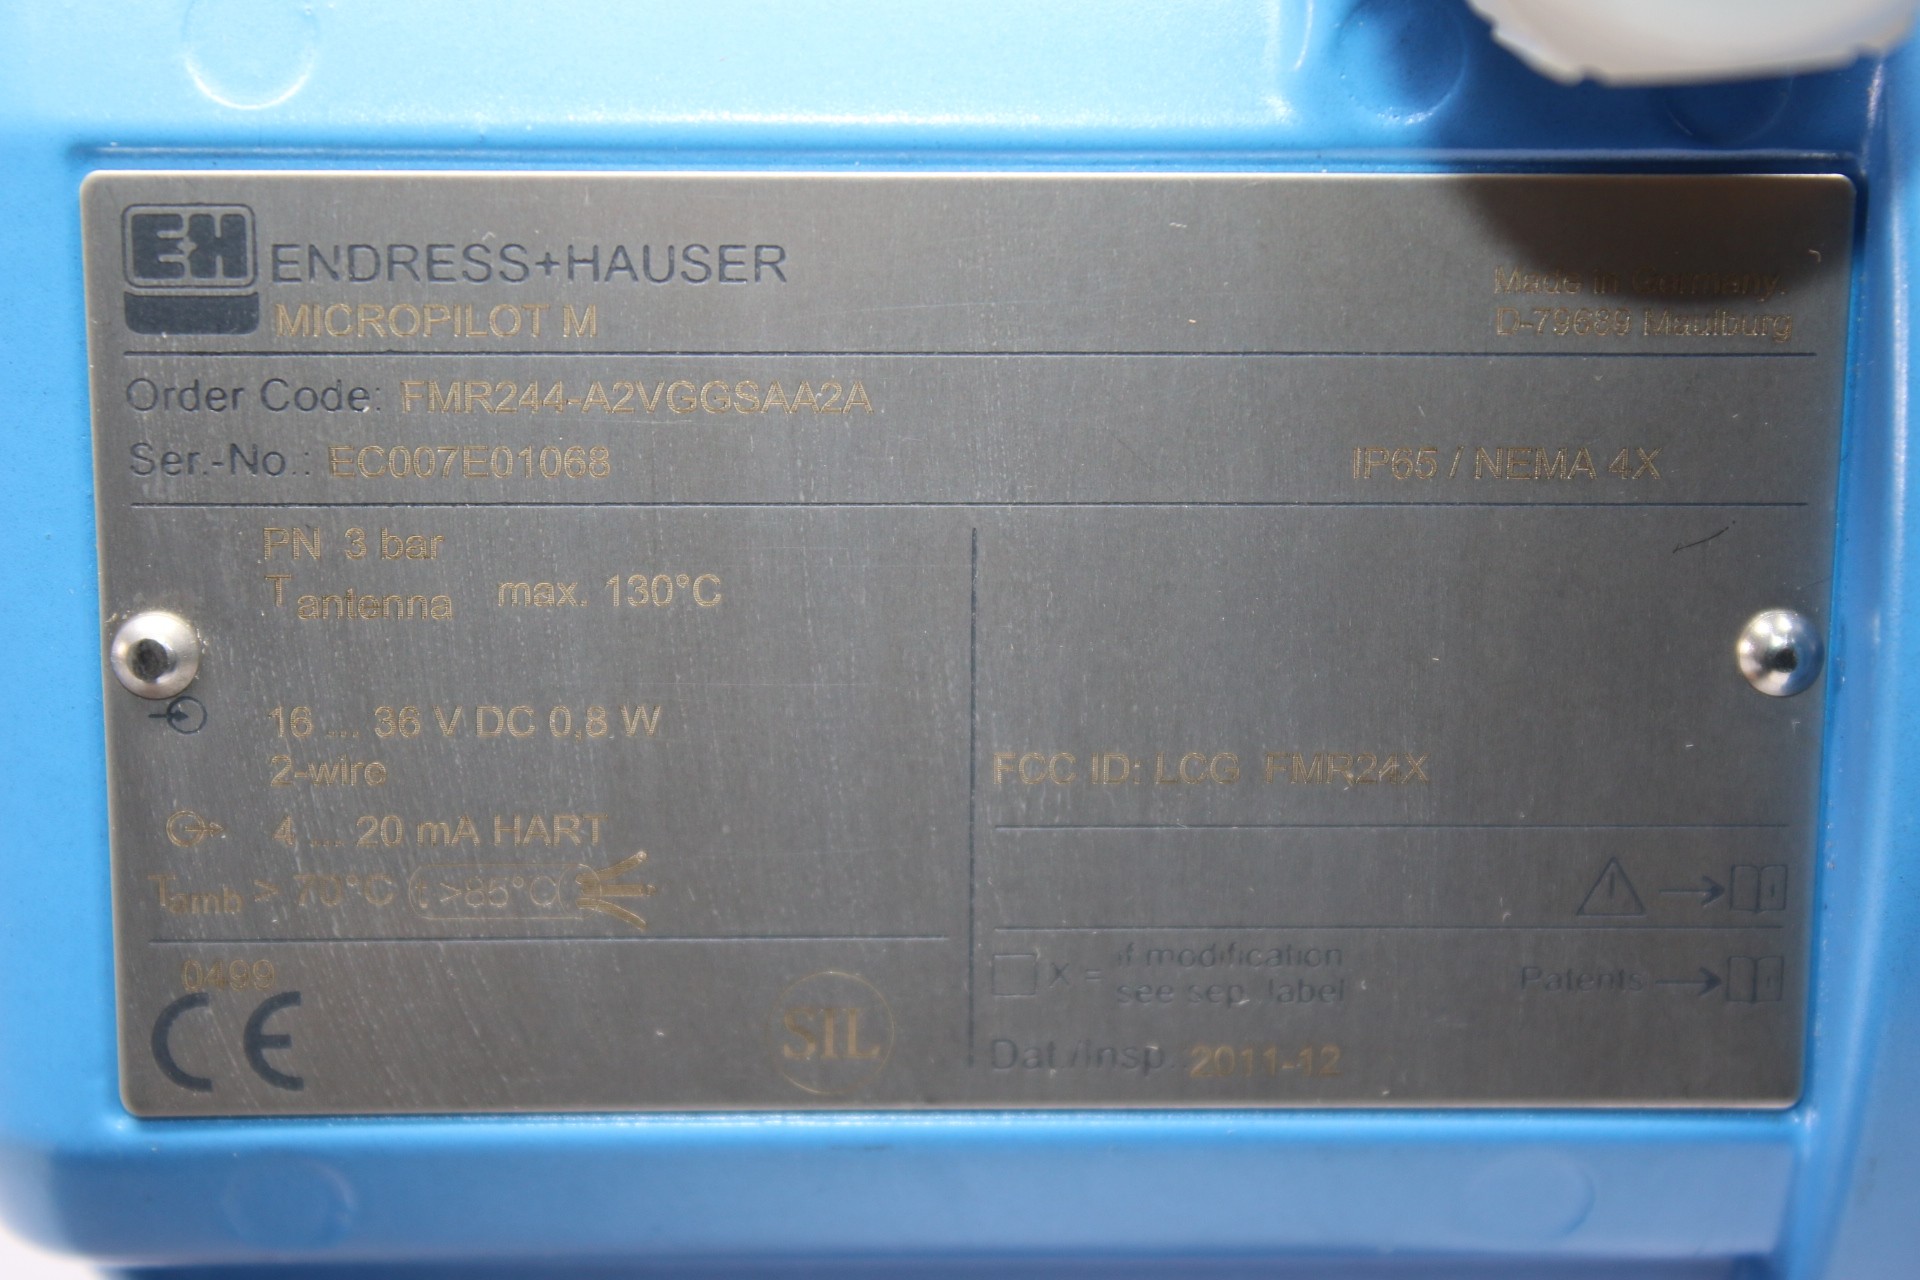 EH ENDRESS+HAUSER
MICROPILOT M
Made in Germany,
D-79689 Maulburg
Order Code: FMR244-A2VGGSAA2A
Ser.-No.: EC007E01068
IP65 / NEMA 4X
PN 3 bar
Tantenna max. 130°C
16 ... 36 V DC 0,8 W
2-wire
4 ... 20 mA HART
Tamb > 70°C t >85°C
0499
CE
SIL
FCC ID: LCG FMR24X
X = if modification
see sep. label
Patents
Dat./Insp. 2011-12